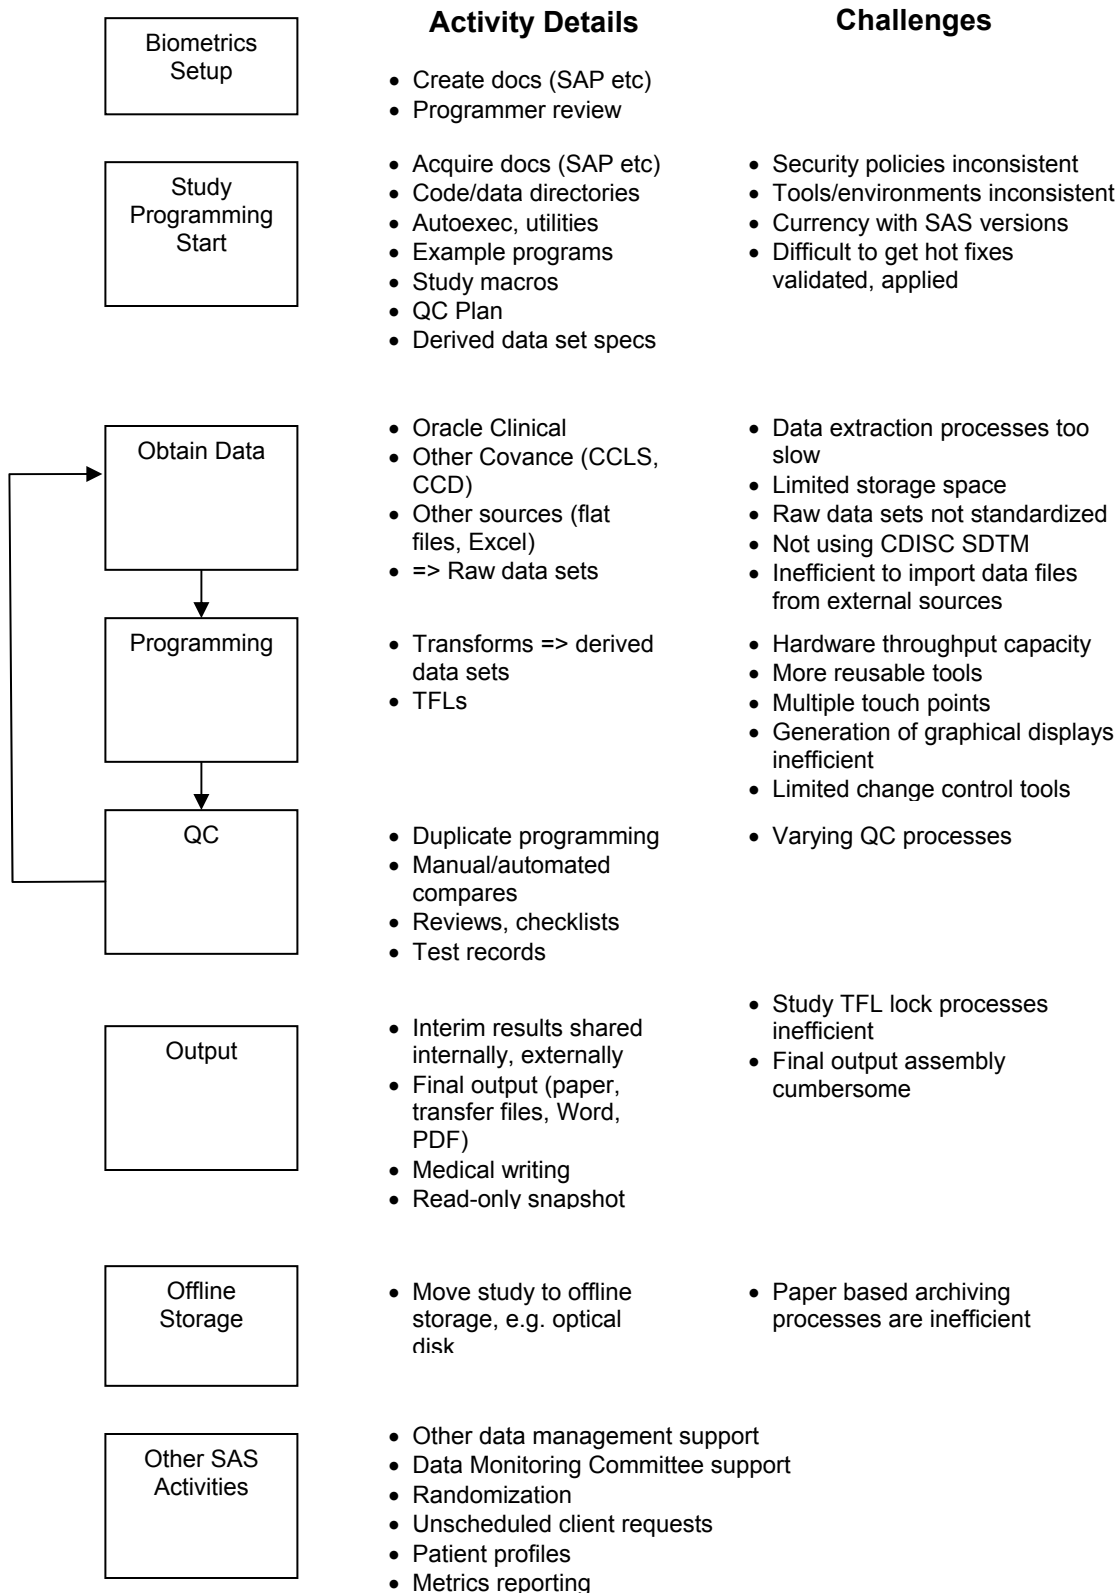 Activity Details
Challenges
Biometrics
Setup
• Create docs (SAP etc)
• Programmer review
Study
Programming
Start
• Acquire docs (SAP etc)
• Code/data directories
• Autoexec, utilities
• Example programs
• Study macros
• QC Plan
• Derived data set specs
• Security policies inconsistent
• Tools/environments inconsistent
• Currency with SAS versions
• Difficult to get hot fixes
validated, applied
Obtain Data
• Oracle Clinical
• Other Covance (CCLS,
CCD)
• Other sources (flat
files, Excel)
• => Raw data sets
• Data extraction processes too
slow
• Limited storage space
• Raw data sets not standardized
• Not using CDISC SDTM
• Inefficient to import data files
from external sources
Programming
• Transforms => derived
data sets
• TFLs
• Hardware throughput capacity
• More reusable tools
• Multiple touch points
• Generation of graphical displays
inefficient
• Limited change control tools
QC
• Duplicate programming
• Manual/automated
compares
• Reviews, checklists
• Test records
• Varying QC processes
Output
• Interim results shared
internally, externally
• Final output (paper,
transfer files, Word,
PDF)
• Medical writing
• Read-only snapshot
• Study TFL lock processes
inefficient
• Final output assembly
cumbersome
Offline
Storage
• Move study to offline
storage, e.g. optical
disk
• Paper based archiving
processes are inefficient
Other SAS
Activities
• Other data management support
• Data Monitoring Committee support
• Randomization
• Unscheduled client requests
• Patient profiles
• Metrics reporting